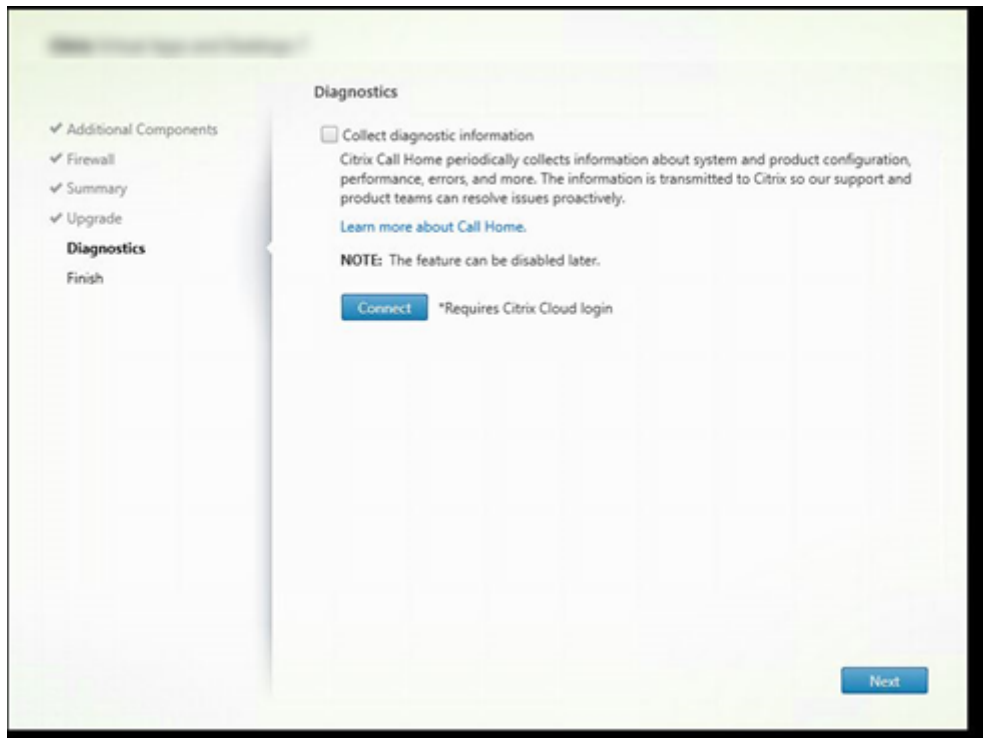 Diagnostics
✔ Additional Components
✔ Firewall
✔ Summary
✔ Upgrade
Diagnostics
Finish
Collect diagnostic information
Citrix Call Home periodically collects information about system and product configuration,
performance, errors, and more. The information is transmitted to Citrix so our support and
product teams can resolve issues proactively.
Learn more about Call Home.
NOTE: The feature can be disabled later.
Connect *Requires Citrix Cloud login
Next